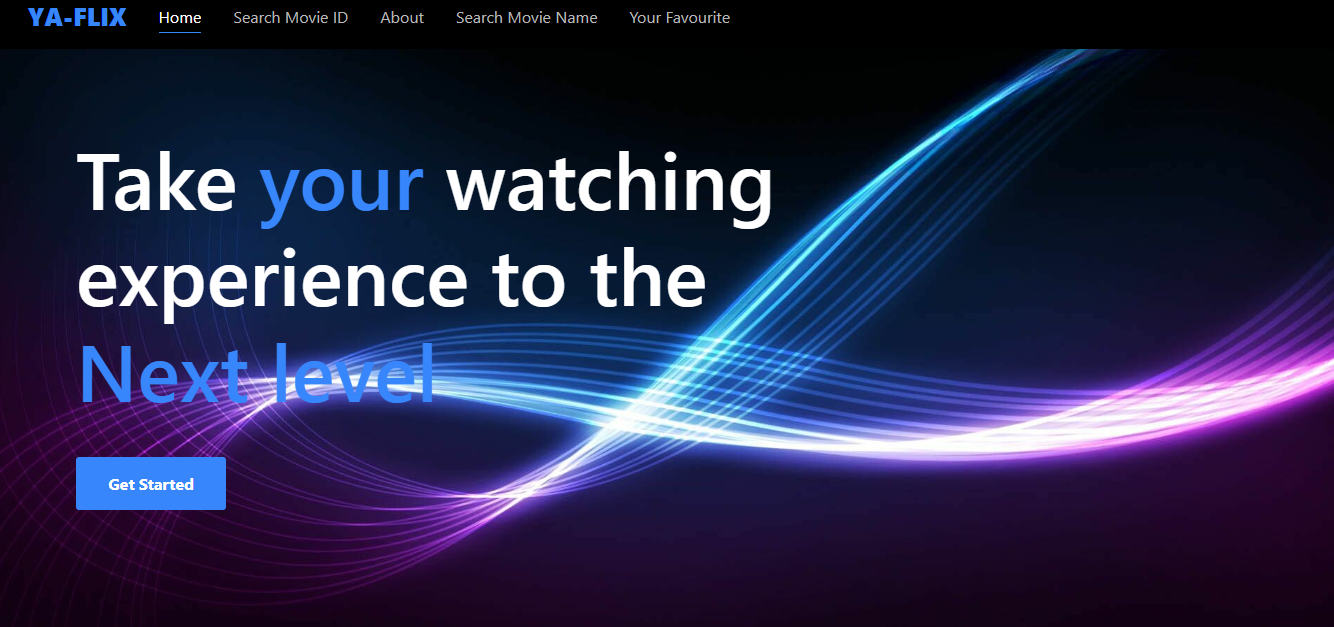 YA-FLIX Home Search Movie ID About Search Movie Name Your Favourite
Take your watching
experience to the
Next level
Get Started